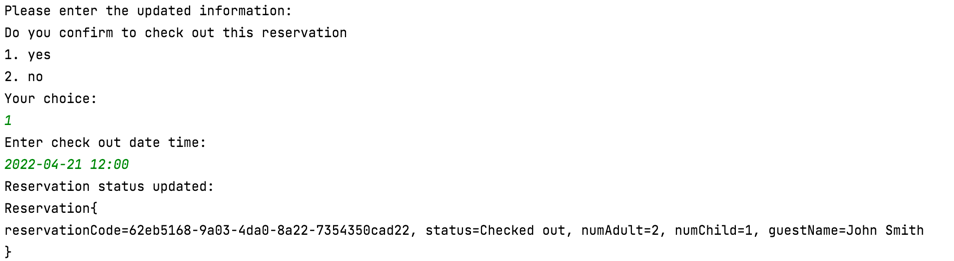 Please enter the updated information:
Do you confirm to check out this reservation
1. yes
2. no
Your choice:
1
Enter check out date time:
2022-04-21 12:00
Reservation status updated:
Reservation{
reservationCode=62eb5168-9a03-4da0-8a22-7354350cad22, status=Checked out, numAdult=2, numChild=1, guestName=John Smith
}